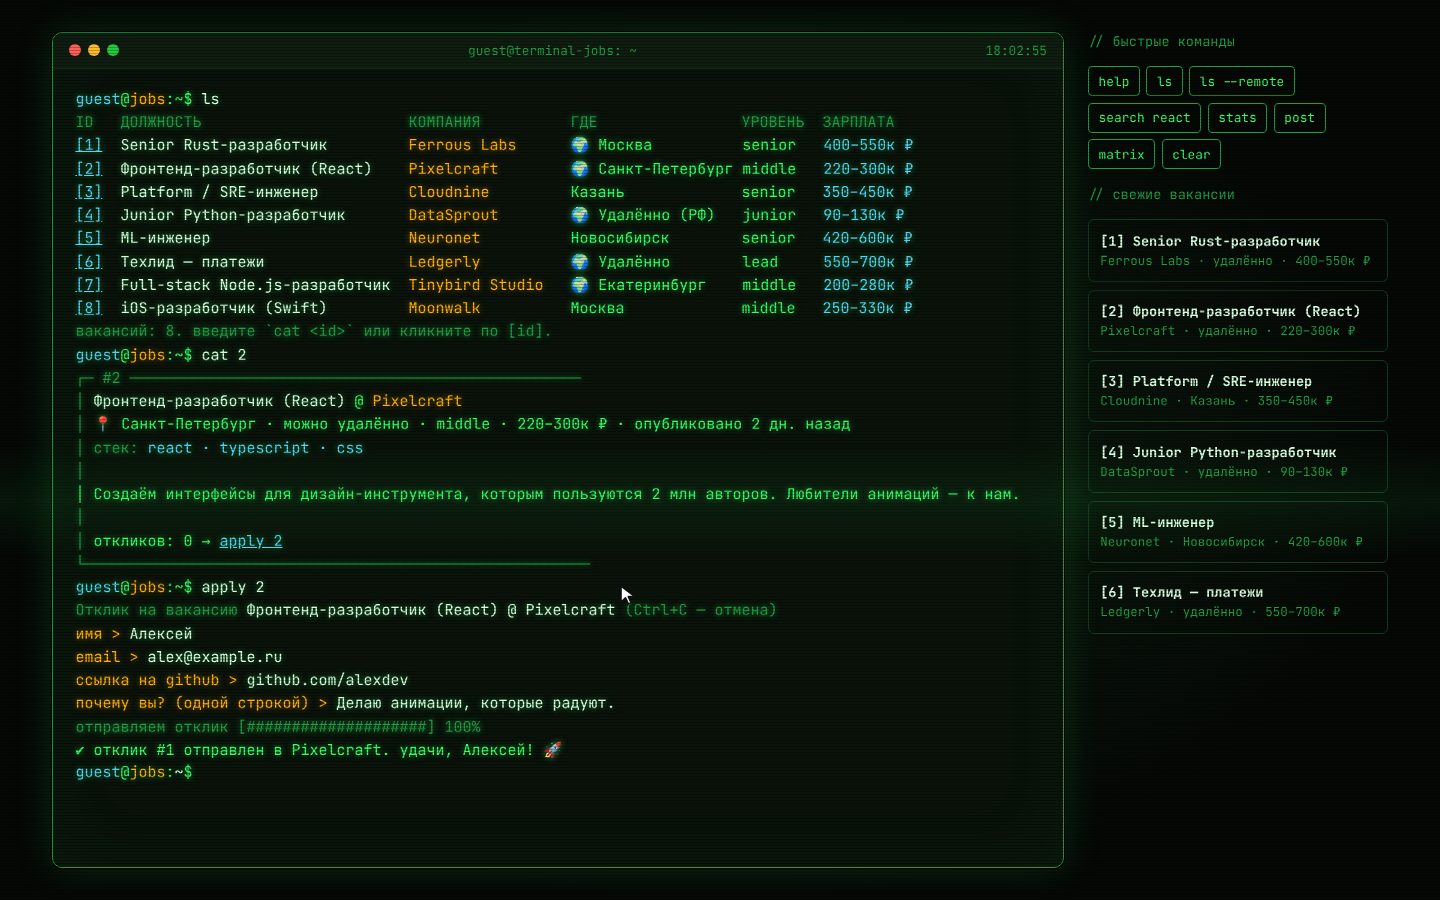 guest@terminal-jobs: ~
18:02:55
guest@jobs:~$ ls
ID ДОЛЖНОСТЬ КОМПАНИЯ ГДЕ УРОВЕНЬ ЗАРПЛАТА
[1] Senior Rust-разработчик Ferrous Labs 🌍 Москва senior 400–550к ₽
[2] Фронтенд-разработчик (React) Pixelcraft 🌍 Санкт-Петербург middle 220–300к ₽
[3] Platform / SRE-инженер Cloudnine Казань senior 350–450к ₽
[4] Junior Python-разработчик DataSprout 🌍 Удалённо (РФ) junior 90–130к ₽
[5] ML-инженер Neuronet Новосибирск senior 420–600к ₽
[6] Техлид — платежи Ledgerly 🌍 Удалённо lead 550–700к ₽
[7] Full-stack Node.js-разработчик Tinybird Studio 🌍 Екатеринбург middle 200–280к ₽
[8] iOS-разработчик (Swift) Moonwalk Москва middle 250–330к ₽
вакансий: 8. введите `cat <id>` или кликните по [id].
guest@jobs:~$ cat 2
┌─ #2 ──────────────────────────────────────────────────
│ Фронтенд-разработчик (React) @ Pixelcraft
│ 📍 Санкт-Петербург · можно удалённо · middle · 220–300к ₽ · опубликовано 2 дн. назад
│ стек: react · typescript · css
│
│ Создаём интерфейсы для дизайн-инструмента, которым пользуются 2 млн авторов. Любители анимаций — к нам.
│
│ откликов: 0 → apply 2
└────────────────────────────────────────────────────────
guest@jobs:~$ apply 2
Отклик на вакансию Фронтенд-разработчик (React) @ Pixelcraft (Ctrl+C — отмена)
имя > Алексей
email > alex@example.ru
ссылка на github > github.com/alexdev
почему вы? (одной строкой) > Делаю анимации, которые радуют.
отправляем отклик [####################] 100%
✔ отклик #1 отправлен в Pixelcraft. удачи, Алексей! 🚀
guest@jobs:~$
// быстрые команды
help ls ls --remote
search react stats post
matrix clear
// свежие вакансии
[1] Senior Rust-разработчик
Ferrous Labs · удалённо · 400–550к ₽
[2] Фронтенд-разработчик (React)
Pixelcraft · удалённо · 220–300к ₽
[3] Platform / SRE-инженер
Cloudnine · Казань · 350–450к ₽
[4] Junior Python-разработчик
DataSprout · удалённо · 90–130к ₽
[5] ML-инженер
Neuronet · Новосибирск · 420–600к ₽
[6] Техлид — платежи
Ledgerly · удалённо · 550–700к ₽